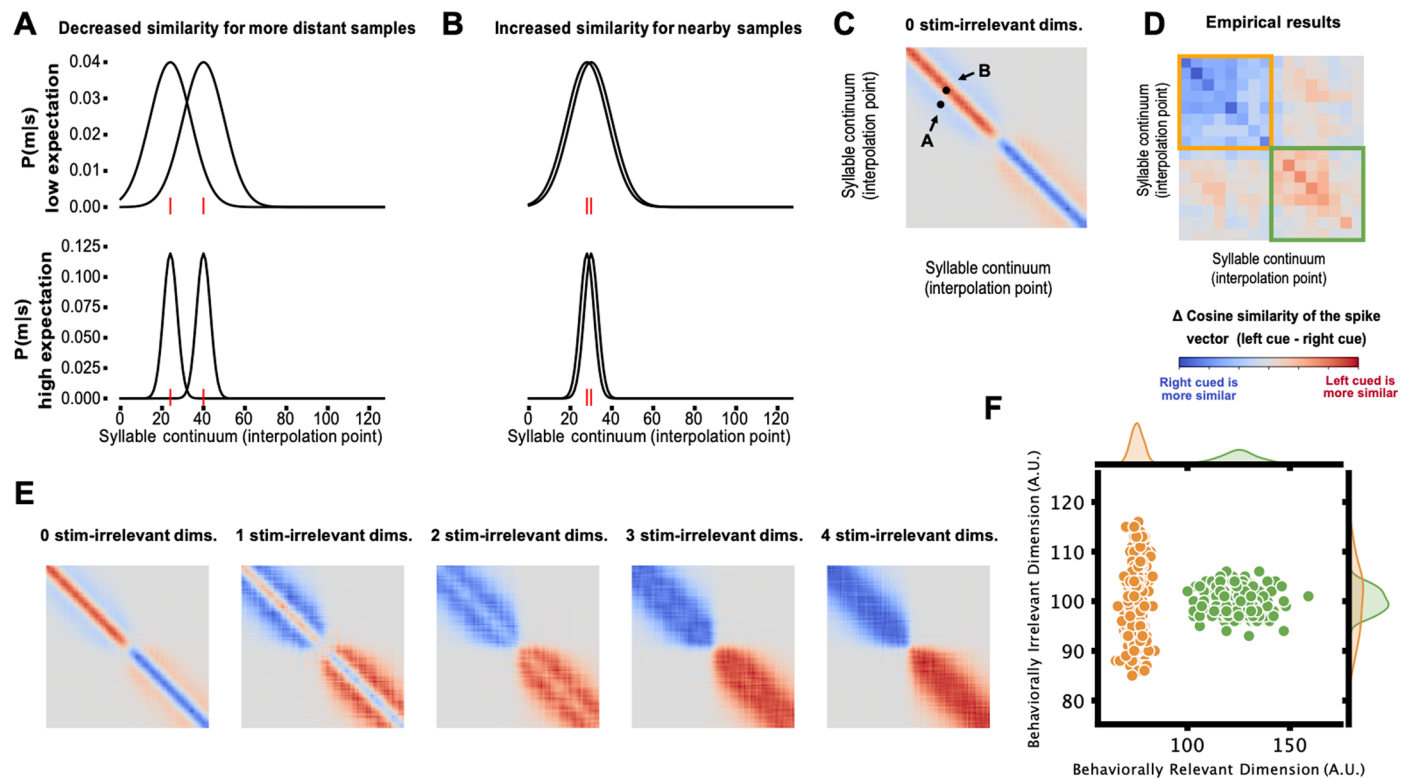 A
Decreased similarity for more distant samples
P(m|s)
low expectation
0.04
0.03
0.02
0.01
0.00
P(m|s)
high expectation
0.125
0.100
0.075
0.050
0.025
0.000
0 20 40 60 80 100 120
Syllable continuum (interpolation point)
B
Increased similarity for nearby samples
0 20 40 60 80 100 120
Syllable continuum (interpolation point)
C
0 stim-irrelevant dims.
Syllable continuum
(interpolation point)
B
A
Syllable continuum
(interpolation point)
D
Empirical results
Syllable continuum
(interpolation point)
Syllable continuum
(interpolation point)
Δ Cosine similarity of the spike
vector (left cue - right cue)
Right cued is
more similar
Left cued is
more similar
E
0 stim-irrelevant dims.
1 stim-irrelevant dims.
2 stim-irrelevant dims.
3 stim-irrelevant dims.
4 stim-irrelevant dims.
F
Behaviorally Irrelevant Dimension (A.U.)
120
110
100
90
80
100 150
Behaviorally Relevant Dimension (A.U.)